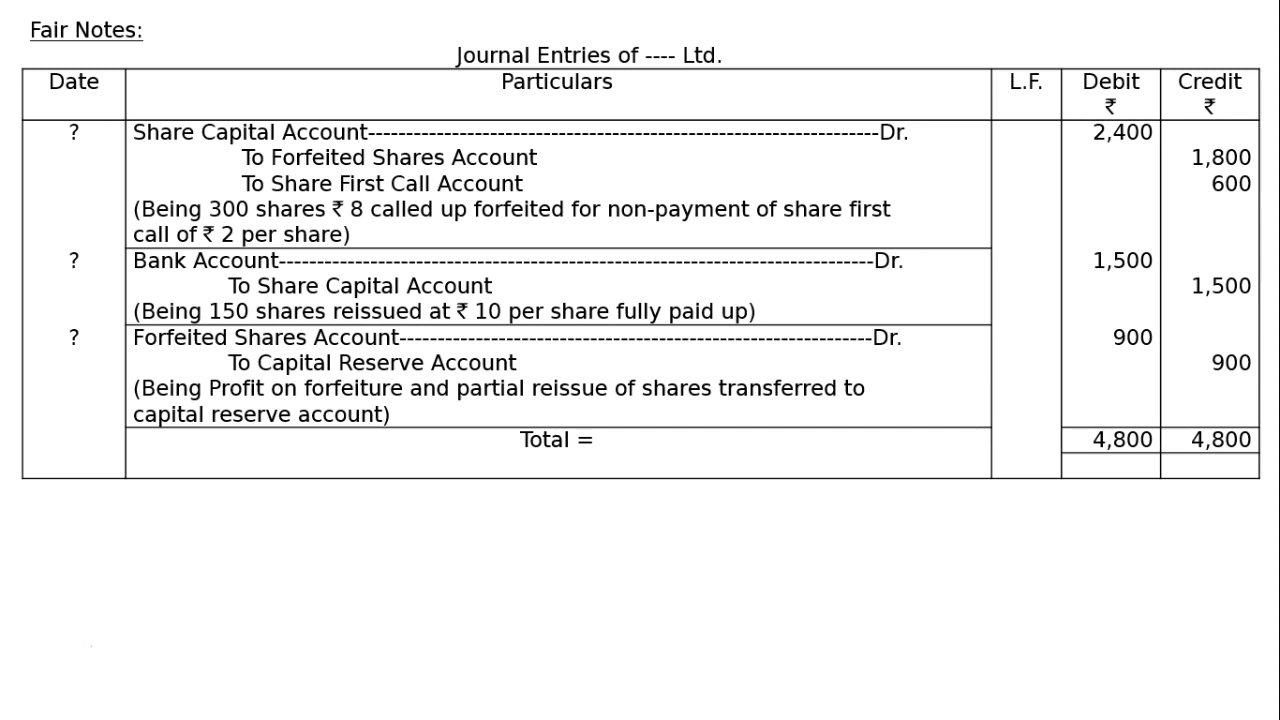 Fair Notes:
Journal Entries of ---- Ltd.
Date Particulars L.F. Debit Credit
₹ ₹
? Share Capital Account-------------------------------------------------------------------Dr. 2,400
To Forfeited Shares Account 1,800
To Share First Call Account 600
(Being 300 shares ₹ 8 called up forfeited for non-payment of share first
call of ₹ 2 per share)
? Bank Account------------------------------------------------------------------------------Dr. 1,500
To Share Capital Account 1,500
(Being 150 shares reissued at ₹ 10 per share fully paid up)
? Forfeited Shares Account--------------------------------------------------------------Dr. 900
To Capital Reserve Account 900
(Being Profit on forfeiture and partial reissue of shares transferred to
capital reserve account)
Total = 4,800 4,800